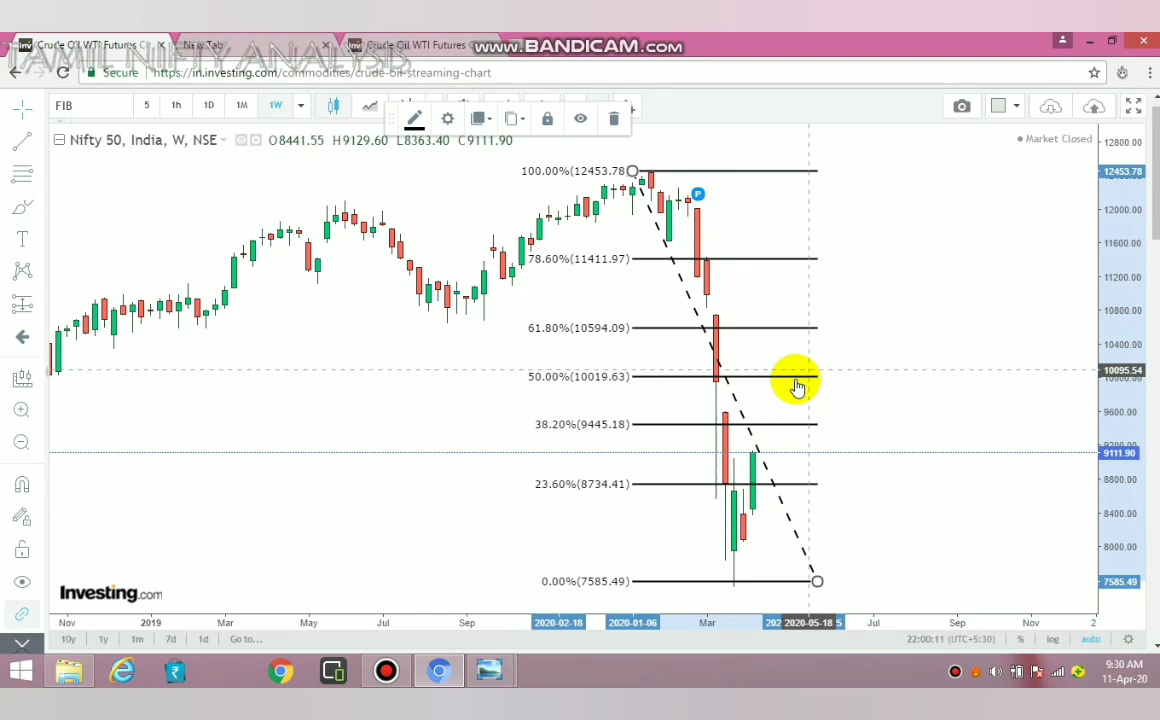 Crude Oil WTI Futures C
New Tab
Crude Oil WTI Futures C
www.BANDICAM.com
TAMIL NIFTY ANALYSIS
Secure https://in.investing.com/commodities/crude-oil-streaming-chart
FIB 5 1h 1D 1M 1W
Nifty 50, India, W, NSE O8441.55 H9129.60 L8363.40 C9111.90
Market Closed
12800.00
100.00%(12453.78)
12453.78
P
12000.00
11600.00
78.60%(11411.97)
11200.00
10800.00
61.80%(10594.09)
10400.00
10095.54
50.00%(10019.63)
10000.00
9600.00
38.20%(9445.18)
9200.00
9111.90
23.60%(8734.41)
8800.00
8400.00
8000.00
0.00%(7585.49)
7585.49
Investing.com
Nov 2019 Mar May Jul Sep Nov 2020-02-18 2020-01-06 Mar 2020-05-18 Jul Sep Nov 2
10y 1y 1m 7d 1d Go to...
22:00:11 (UTC+5:30) % log auto
9:30 AM
11-Apr-20